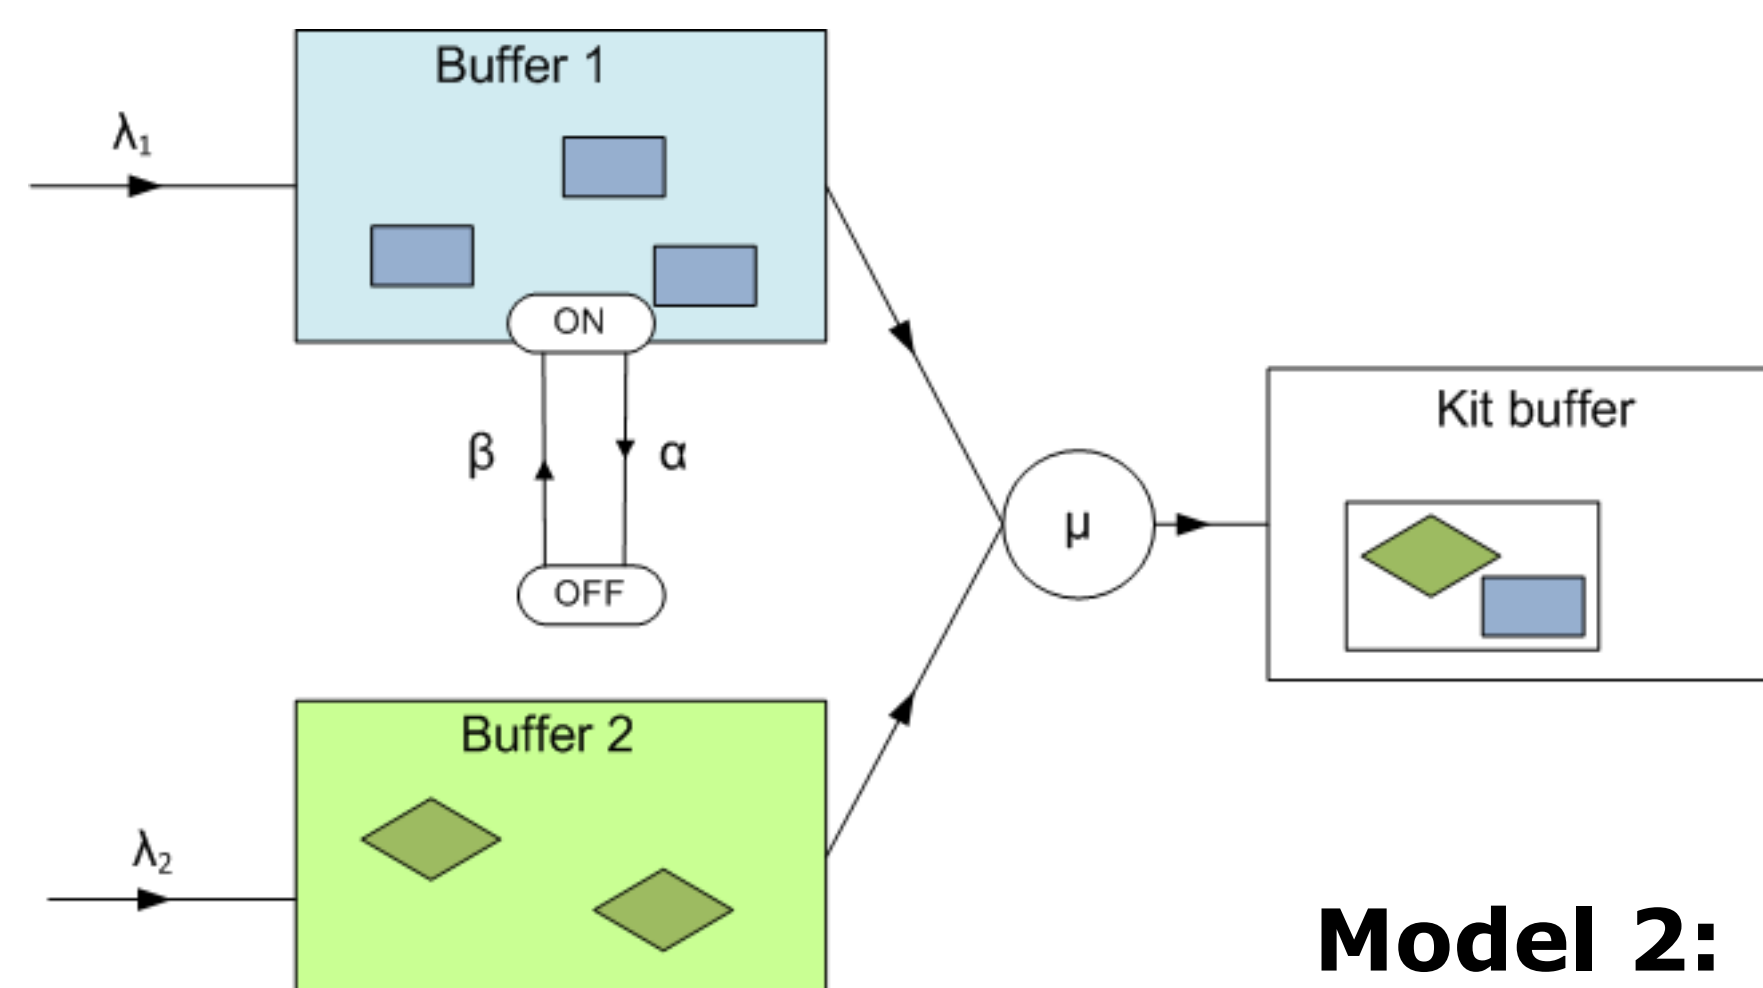 Buffer 1
λ₁
ON
β
α
OFF
μ
Kit buffer
Buffer 2
λ₂
Model 2: